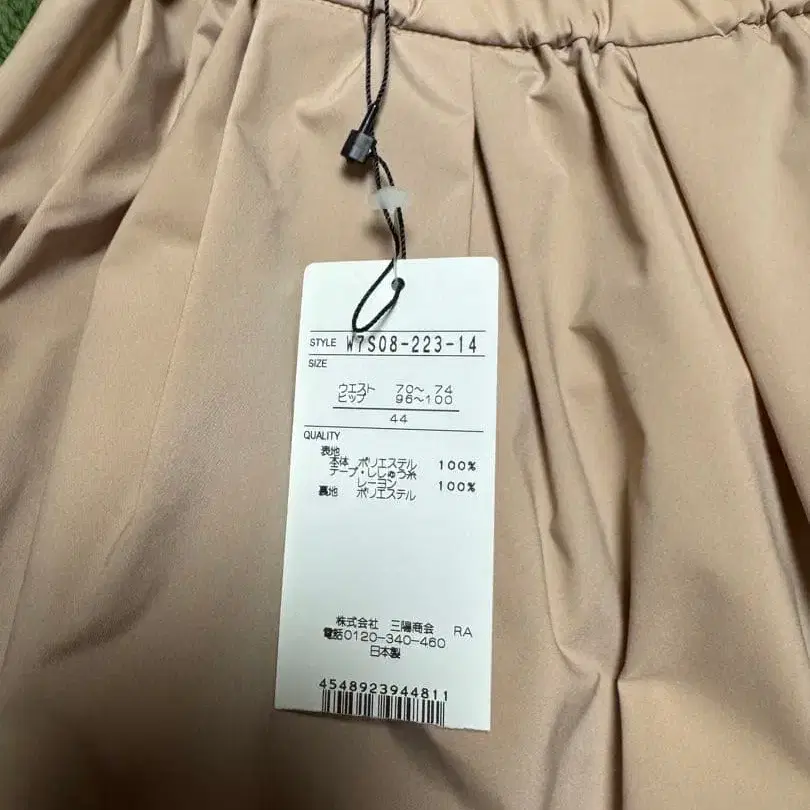 STYLE W7S08-223-14
SIZE
ウエスト 70〜 74
ヒップ 96〜100
44
QUALITY
表地
本体 ポリエステル 100%
テープ・ししゅう糸
レーヨン 100%
裏地 ポリエステル
株式会社 三陽商会 RA
電話0120-340-460
日本製
4548923944811